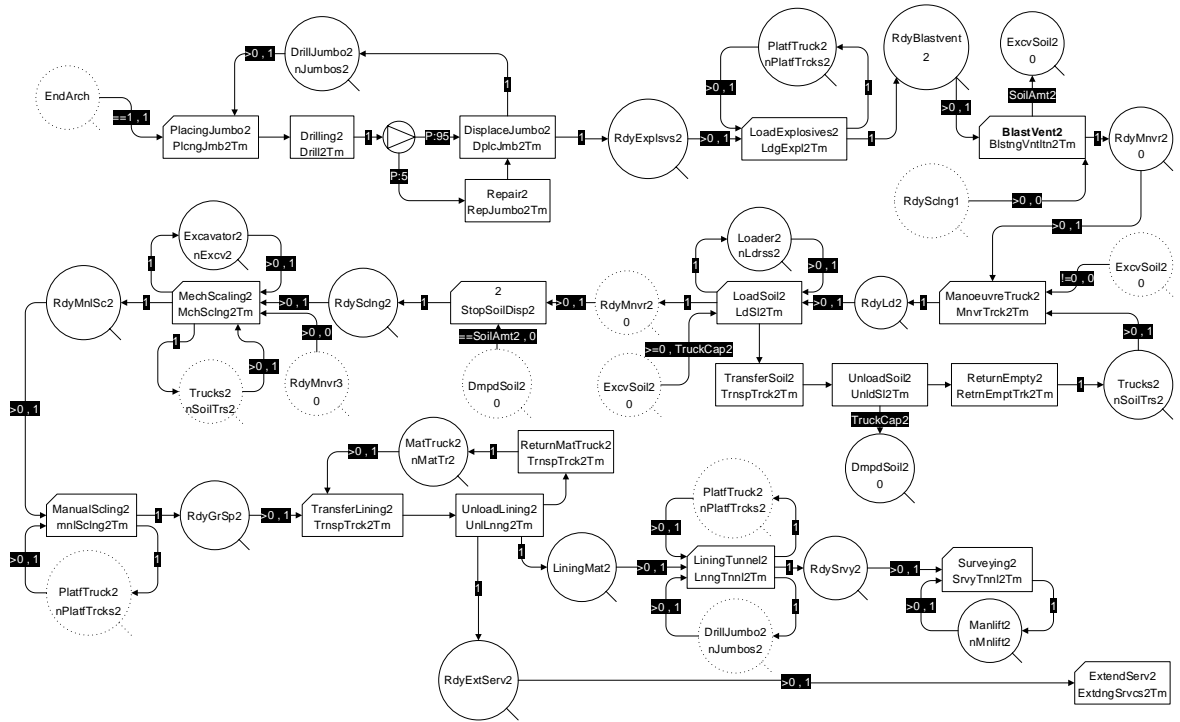 EndArch
==1 , 1
PlacingJumbo2
PlcngJmb2Tm
>0 , 1
DrillJumbo2
nJumbos2
1
Drilling2
Drill2Tm
1
P:95
P:5
DisplaceJumbo2
DplcJmb2Tm
Repair2
RepJumbo2Tm
1
RdyExplsvs2
>0 , 1
PlatfTruck2
nPlatfTrcks2
>0 , 1
1
LoadExplosives2
LdgExpl2Tm
1
RdyBlastvent
2
>0 , 1
ExcvSoil2
0
SoilAmt2
BlastVent2
BlstngVntltn2Tm
1
RdyMnvr2
0
RdySclng1
>0 , 0
>0 , 1
ExcvSoil2
0
!=0 , 0
ManoeuvreTruck2
MnvrTrck2Tm
>0 , 1
1
RdyLd2
>0 , 1
Loader2
nLdrss2
1
>0 , 1
LoadSoil2
LdSl2Tm
1
RdyMnvr2
0
>=0 , TruckCap2
ExcvSoil2
0
>0 , 1
2
StopSoilDisp2
==SoilAmt2 , 0
DmpdSoil2
0
1
RdySclng2
>0 , 1
Excavator2
nExcv2
1
>0 , 1
MechScaling2
MchSclng2Tm
>0 , 0
RdyMnvr3
0
1
>0 , 1
Trucks2
nSoilTrs2
1
RdyMnlSc2
>0 , 1
TransferSoil2
TrnspTrck2Tm
UnloadSoil2
UnldSl2Tm
ReturnEmpty2
RetrnEmptTrk2Tm
1
Trucks2
nSoilTrs2
TruckCap2
DmpdSoil2
0
ManualScling2
mnlSclng2Tm
1
>0 , 1
1
PlatfTruck2
nPlatfTrcks2
RdyGrSp2
>0 , 1
TransferLining2
TrnspTrck2Tm
>0 , 1
MatTruck2
nMatTr2
1
ReturnMatTruck2
TrnspTrck2Tm
UnloadLining2
UnlLnng2Tm
1
1
LiningMat2
>0 , 1
PlatfTruck2
nPlatfTrcks2
>0 , 1
1
LiningTunnel2
LnngTnnl2Tm
1
>0 , 1
1
DrillJumbo2
nJumbos2
RdySrvy2
>0 , 1
Surveying2
SrvyTnnl2Tm
>0 , 1
1
Manlift2
nMnlift2
RdyExtServ2
>0 , 1
ExtendServ2
ExtdngSrvcs2Tm